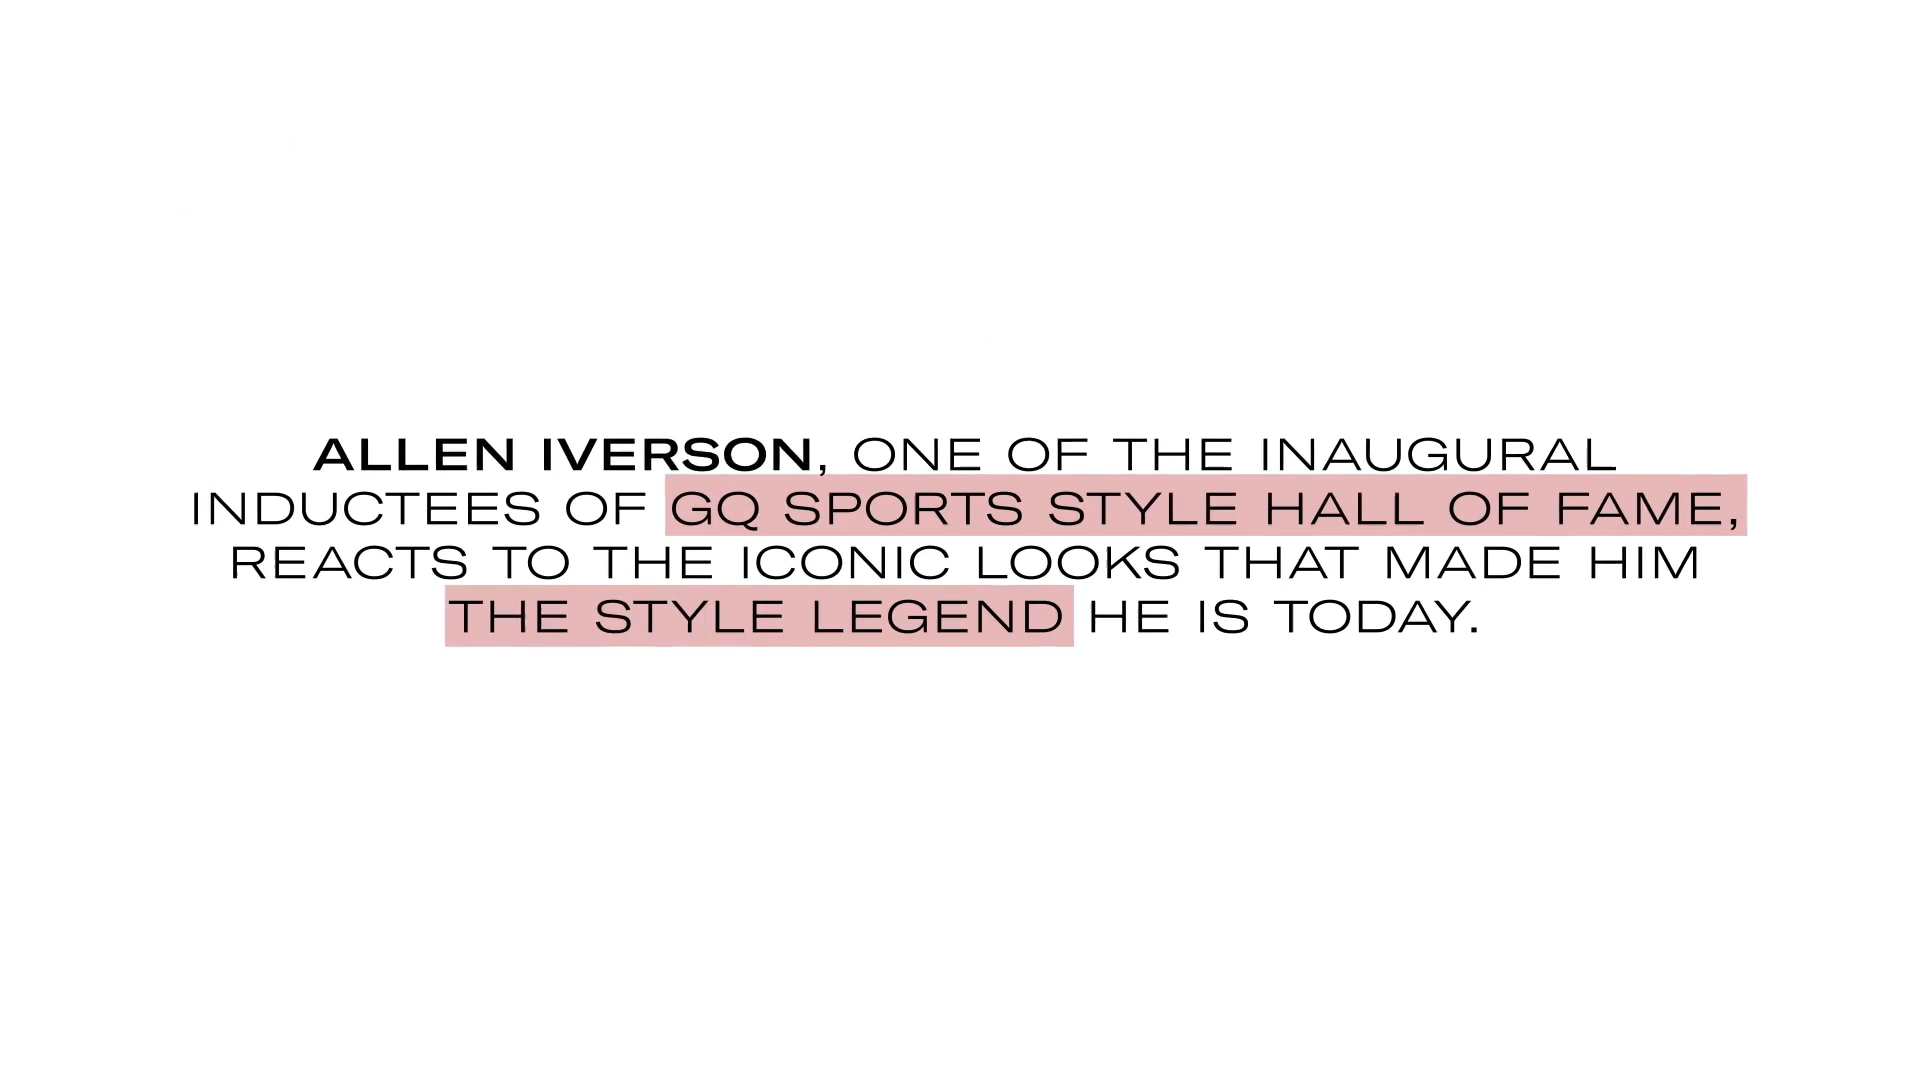 ALLEN IVERSON, ONE OF THE INAUGURAL
INDUCTEES OF GQ SPORTS STYLE HALL OF FAME,
REACTS TO THE ICONIC LOOKS THAT MADE HIM
THE STYLE LEGEND HE IS TODAY.